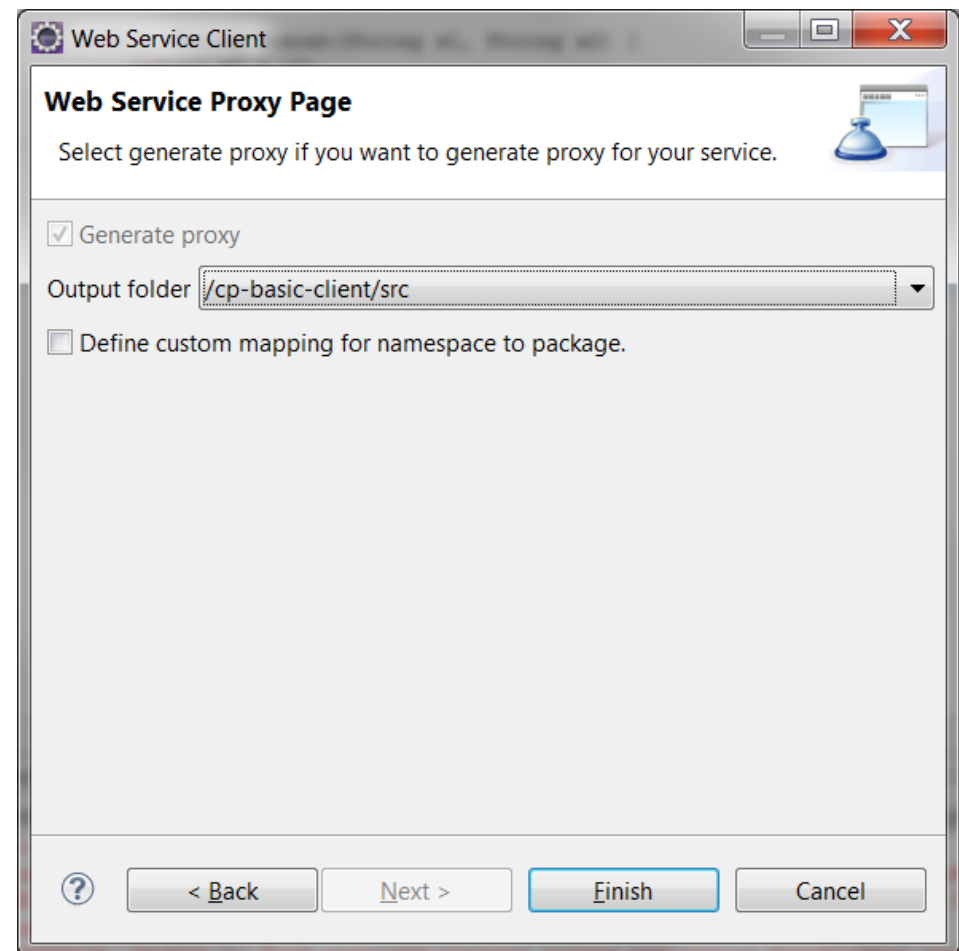 Web Service Client
X
Web Service Proxy Page
Select generate proxy if you want to generate proxy for your service.
Generate proxy
Output folder /cp-basic-client/src
Define custom mapping for namespace to package.
? < Back Next > Finish Cancel